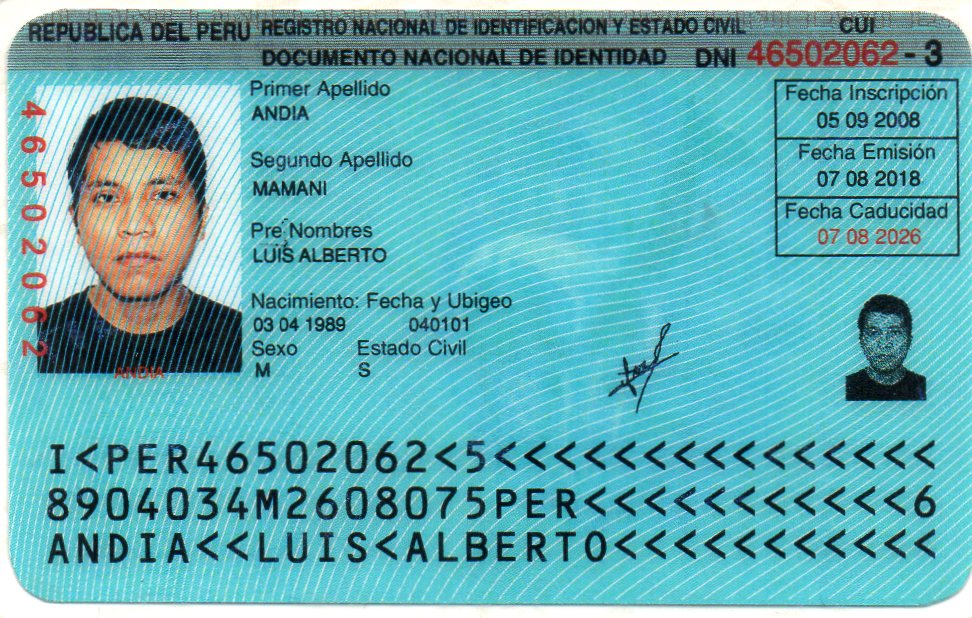 REPUBLICA DEL PERU REGISTRO NACIONAL DE IDENTIFICACION Y ESTADO CIVIL CUI
DOCUMENTO NACIONAL DE IDENTIDAD DNI 46502062 - 3
Primer Apellido
ANDIA
Segundo Apellido
MAMANI
Pre Nombres
LUIS ALBERTO
Nacimiento: Fecha y Ubigeo
03 04 1989 040101
Sexo Estado Civil
M S
Fecha Inscripción
05 09 2008
Fecha Emisión
07 08 2018
Fecha Caducidad
07 08 2026
46502062
ANDIA
I<PER46502062<5<<<<<<<<<<<<<<<
8904034M2608075PER<<<<<<<<<<<6
ANDIA<<LUIS<ALBERTO<<<<<<<<<<<